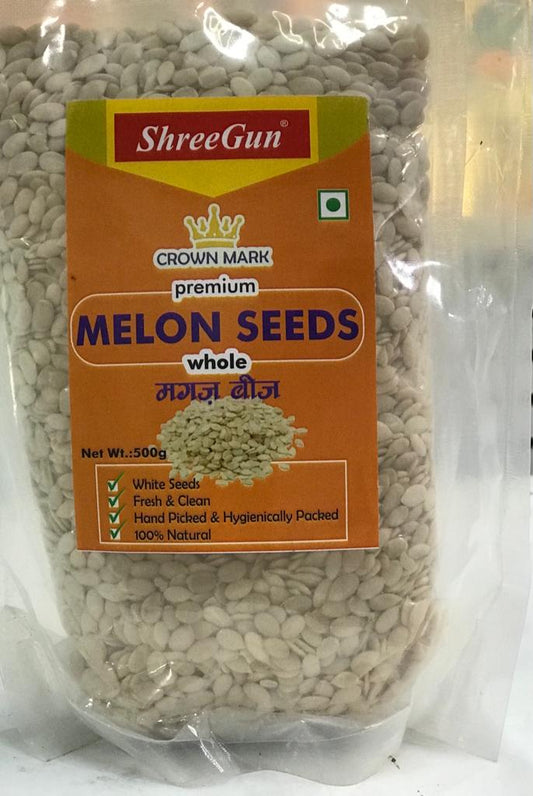 ShreeGun®
CROWN MARK
premium
MELON SEEDS
whole
मगज़ बीज
Net Wt.:500g
White Seeds
Fresh & Clean
Hand Picked & Hygienically Packed
100% Natural